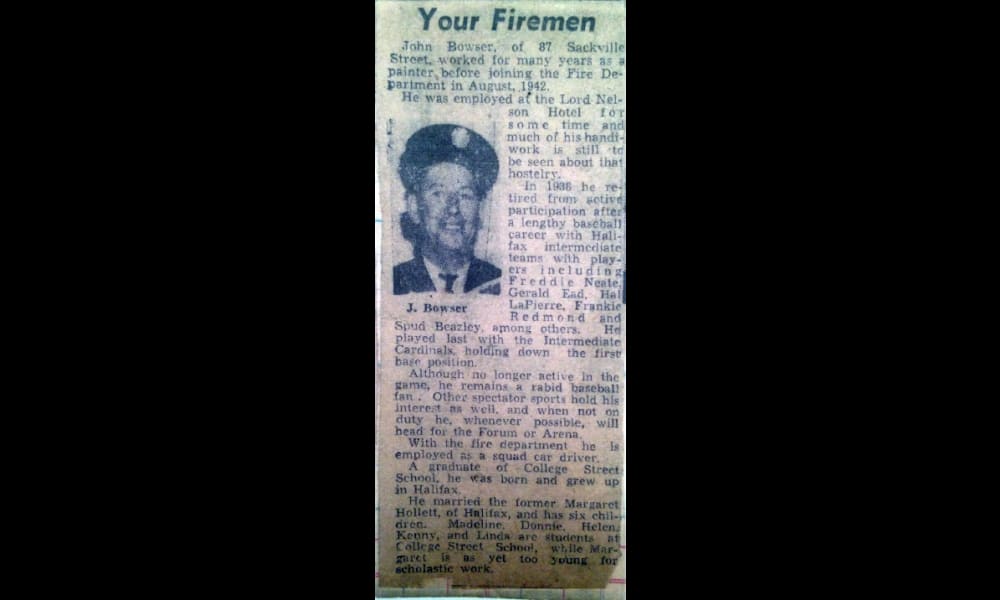 Your Firemen
John Bowser, of 87 Sackville
Street, worked for many years as a
painter before joining the Fire De-
partment in August, 1942.
He was employed at the Lord Nel-
son Hotel for
some time and
much of his handi-
work is still to
be seen about that
hostelry.
In 1936 he re-
tired from active
participation after
a lengthy baseball
career with Hali-
fax intermediate
teams with play-
ers including
Freddie Neate,
Gerald Ead, Hal
LaPierre, Frankie
Redmond and
J. Bowser
Spud Beazley, among others. He
played last with the Intermediate
Cardinals, holding down the first
base position.
Although no longer active in the
game, he remains a rabid baseball
fan. Other spectator sports hold his
interest as well, and when not on
duty he, whenever possible, will
head for the Forum or Arena.
With the fire department he is
employed as a squad car driver.
A graduate of College Street
School, he was born and grew up
in Halifax.
He married the former Margaret
Hollett, of Halifax, and has six chil-
dren. Madeline, Donnie, Helen,
Kenny, and Linda are students at
College Street School, while Mar-
garet is as yet too young for
scholastic work.